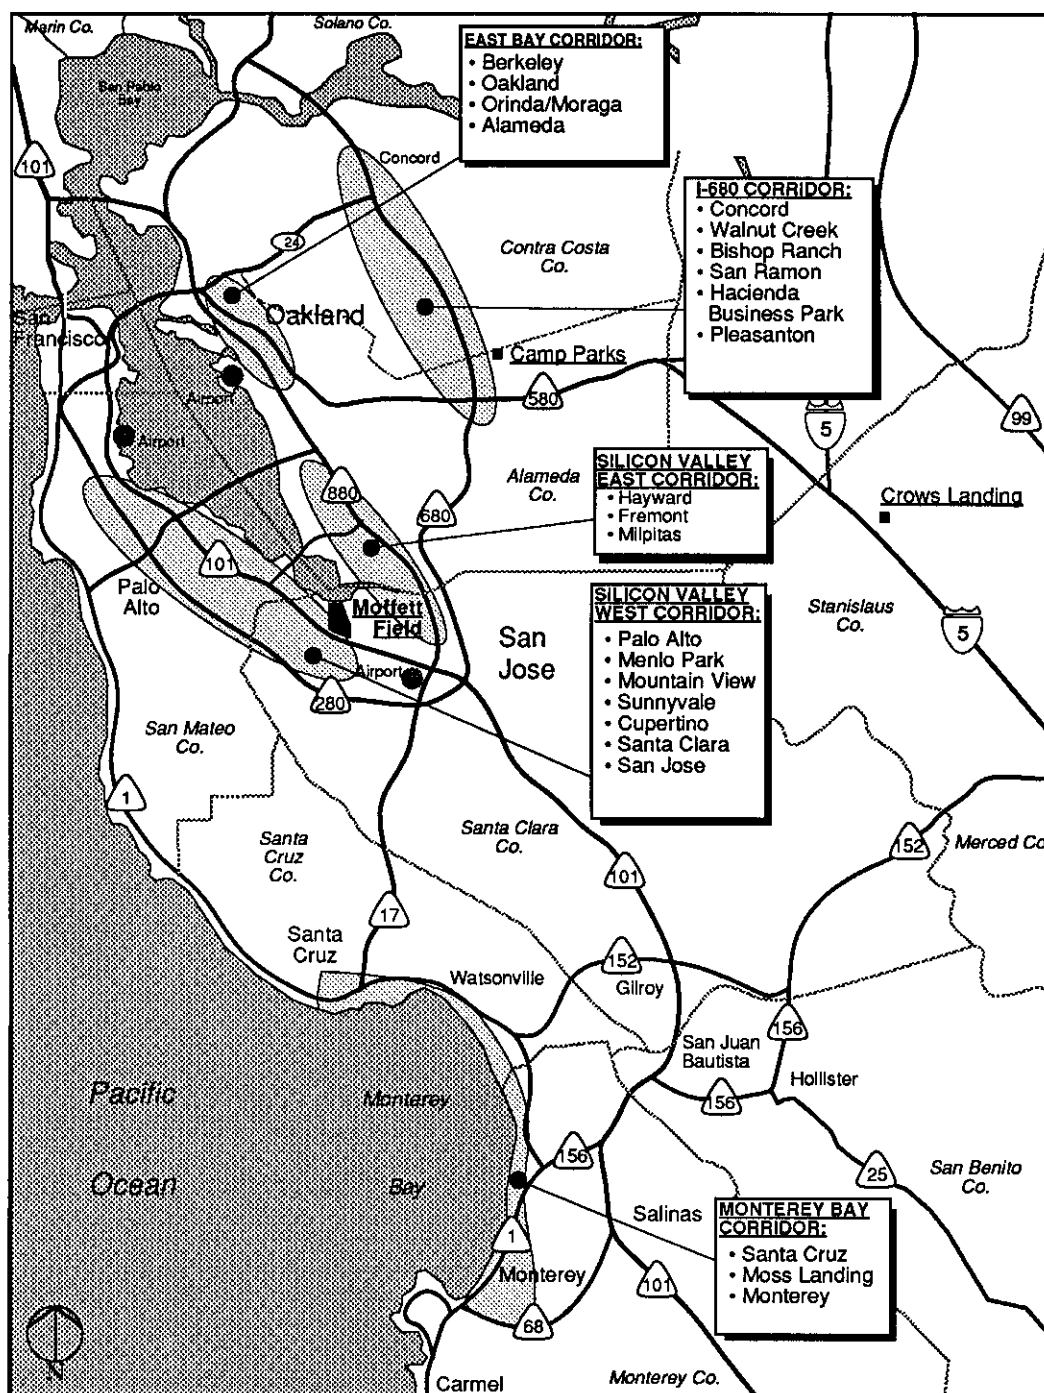 Marin Co.
Solano Co.
San Pablo
Bay
101
EAST BAY CORRIDOR:
• Berkeley
• Oakland
• Orinda/Moraga
• Alameda
Concord
I-680 CORRIDOR:
• Concord
• Walnut Creek
• Bishop Ranch
• San Ramon
• Hacienda
Business Park
• Pleasanton
24
Contra Costa
Co.
San
Francisco
Oakland
Camp Parks
Airport
580
5
99
Airport
SILICON VALLEY
EAST CORRIDOR:
• Hayward
• Fremont
• Milpitas
Alameda
Co.
880
680
Crows Landing
101
Palo
Alto
Moffett
Field
SILICON VALLEY
WEST CORRIDOR:
• Palo Alto
• Menlo Park
• Mountain View
• Sunnyvale
• Cupertino
• Santa Clara
• San Jose
Stanislaus
Co.
5
San
Jose
Airport
280
San Mateo
Co.
1
Santa
Cruz
Co.
Santa Clara
Co.
152
Merced Co.
101
17
Santa
Cruz
Watsonville
152
Gilroy
156
San Juan
Bautista
Hollister
156
Pacific
Ocean
Monterey
Bay
156
25
San Benito
Co.
Salinas
MONTEREY BAY
CORRIDOR:
• Santa Cruz
• Moss Landing
• Monterey
1
Monterey
101
68
N
Carmel
Monterey Co.